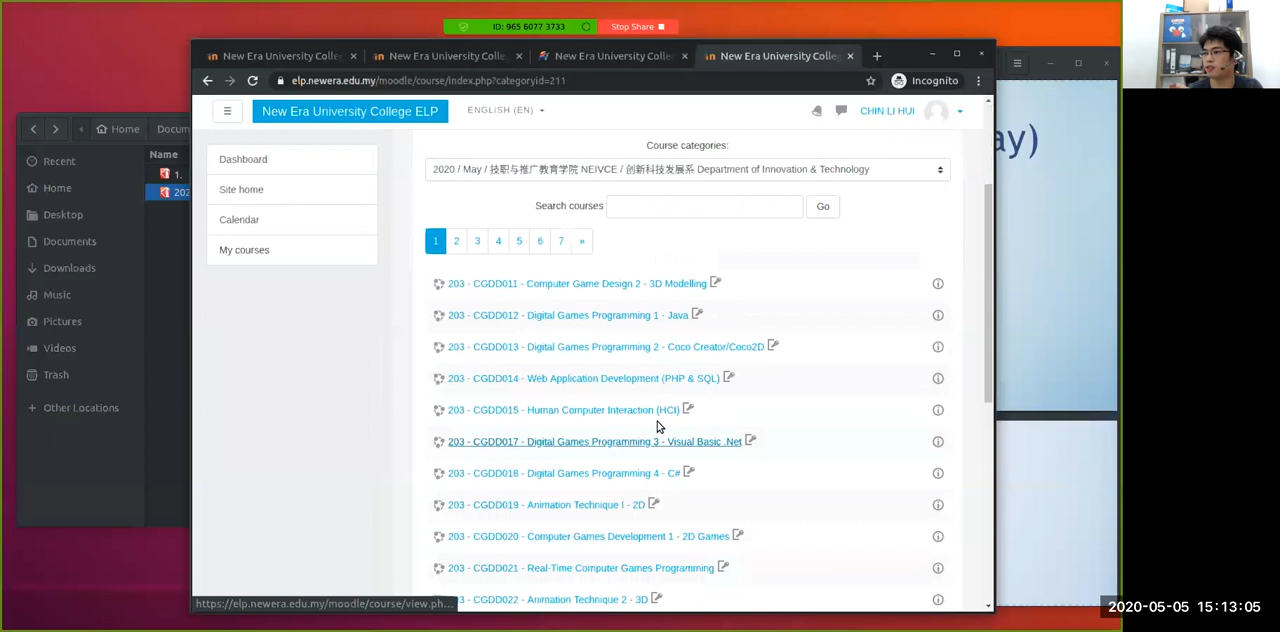 ID: 965 6077 3733
Stop Share
New Era University Colle
New Era University Colle
New Era University Colleg
New Era University Colleg
elp.newera.edu.my/moodle/course/index.php?categoryid=211
Incognito
New Era University College ELP
ENGLISH (EN)
CHIN LI HUI
Home
Docum
Name
1.
202
Recent
Home
Desktop
Documents
Downloads
Music
Pictures
Videos
Trash
Other Locations
Dashboard
Site home
Calendar
My courses
Course categories:
2020 / May / 技职与推广教育学院 NEIVCE / 创新科技发展系 Department of Innovation & Technology
Search courses
Go
1 2 3 4 5 6 7 »
203 - CGDD011 - Computer Game Design 2 - 3D Modelling
203 - CGDD012 - Digital Games Programming 1 - Java
203 - CGDD013 - Digital Games Programming 2 - Coco Creator/Coco2D
203 - CGDD014 - Web Application Development (PHP & SQL)
203 - CGDD015 - Human Computer Interaction (HCI)
203 - CGDD017 - Digital Games Programming 3 - Visual Basic .Net
203 - CGDD018 - Digital Games Programming 4 - C#
203 - CGDD019 - Animation Technique I - 2D
203 - CGDD020 - Computer Games Development 1 - 2D Games
203 - CGDD021 - Real-Time Computer Games Programming
3 - CGDD022 - Animation Technique 2 - 3D
https://elp.newera.edu.my/moodle/course/view.ph...
ay)
2020-05-05 15:13:05